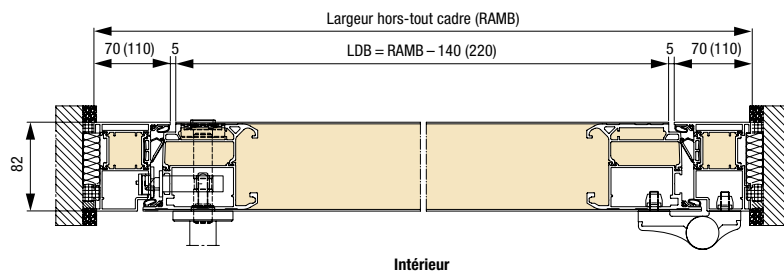 Largeur hors-tout cadre (RAMB)
70 (110) 5 LDB = RAMB – 140 (220) 5 70 (110)
82
Intérieur